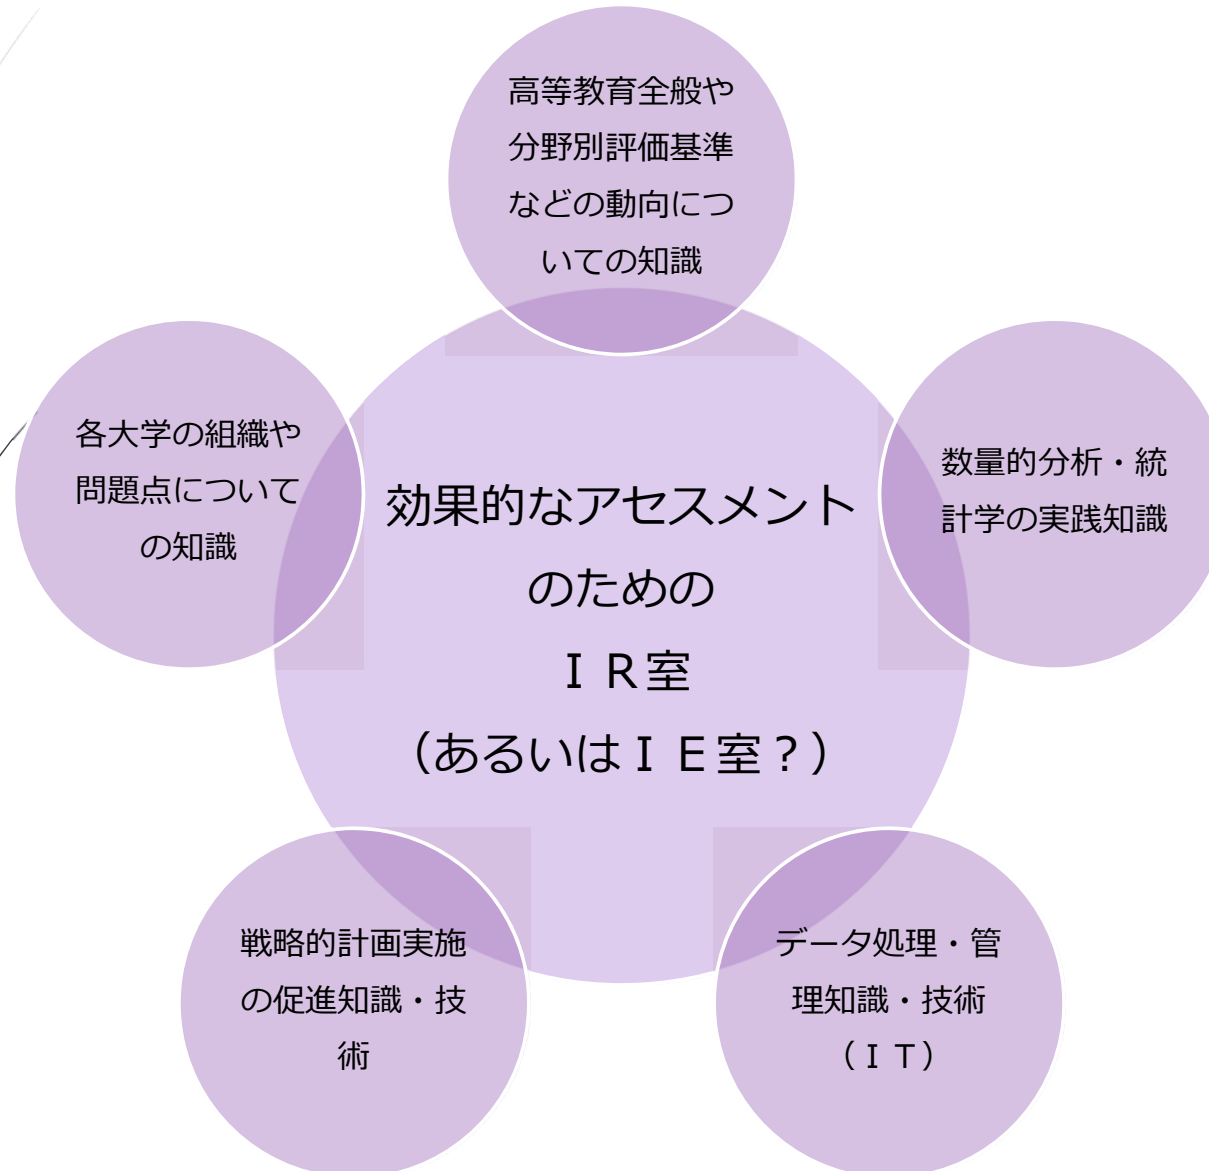 高等教育全般や
分野別評価基準
などの動向につ
いての知識
各大学の組織や
問題点について
の知識
数量的分析・統
計学の実践知識
効果的なアセスメント
のための
ＩＲ室
（あるいはＩＥ室？）
戦略的計画実施
の促進知識・技
術
データ処理・管
理知識・技術
（ＩＴ）